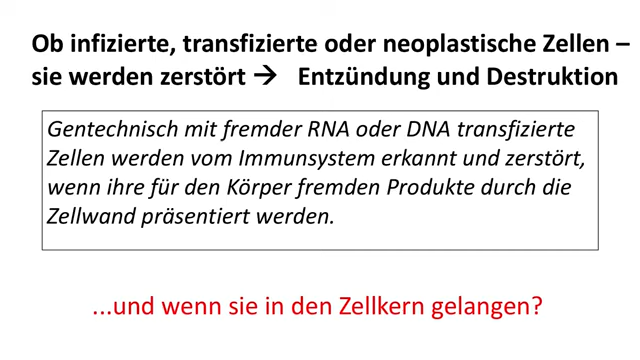 Ob infizierte, transfizierte oder neoplastische Zellen –
sie werden zerstört → Entzündung und Destruktion
Gentechnisch mit fremder RNA oder DNA transfizierte
Zellen werden vom Immunsystem erkannt und zerstört,
wenn ihre für den Körper fremden Produkte durch die
Zellwand präsentiert werden.
...und wenn sie in den Zellkern gelangen?